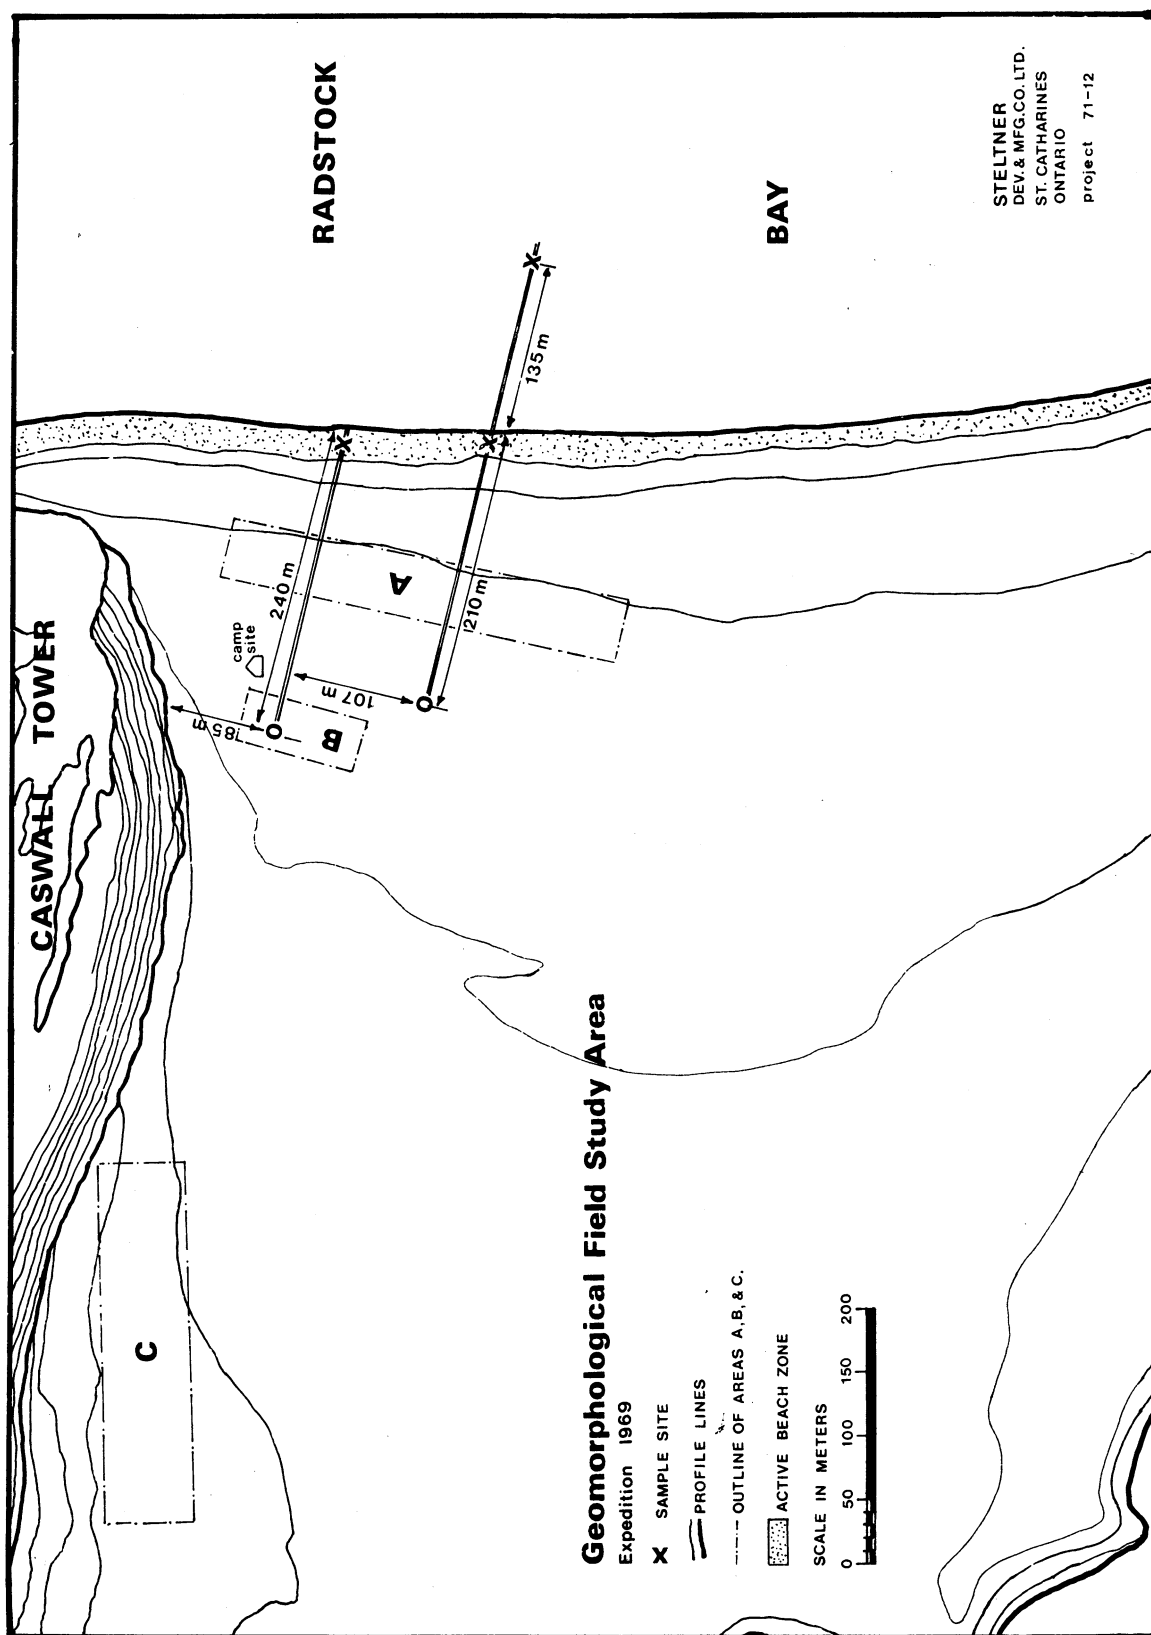 CASWALL TOWER
RADSTOCK
BAY
camp
site
240 m
135 m
210 m
107 m
85 m
A
B
C
O
O
X
X
X
Geomorphological Field Study Area
Expedition 1969
X SAMPLE SITE
PROFILE LINES
OUTLINE OF AREAS A, B, & C.
ACTIVE BEACH ZONE
SCALE IN METERS
0 50 100 150 200
STELTNER
DEV. & MFG. CO. LTD.
ST. CATHARINES
ONTARIO
project 71-12